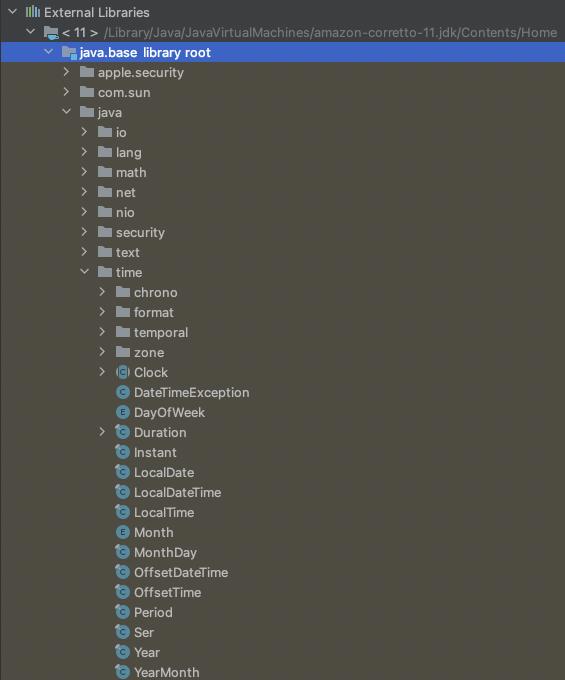 External Libraries
< 11 > /Library/Java/JavaVirtualMachines/amazon-corretto-11.jdk/Contents/Home
java.base library root
apple.security
com.sun
java
io
lang
math
net
nio
security
text
time
chrono
format
temporal
zone
Clock
DateTimeException
DayOfWeek
Duration
Instant
LocalDate
LocalDateTime
LocalTime
Month
MonthDay
OffsetDateTime
OffsetTime
Period
Ser
Year
YearMonth